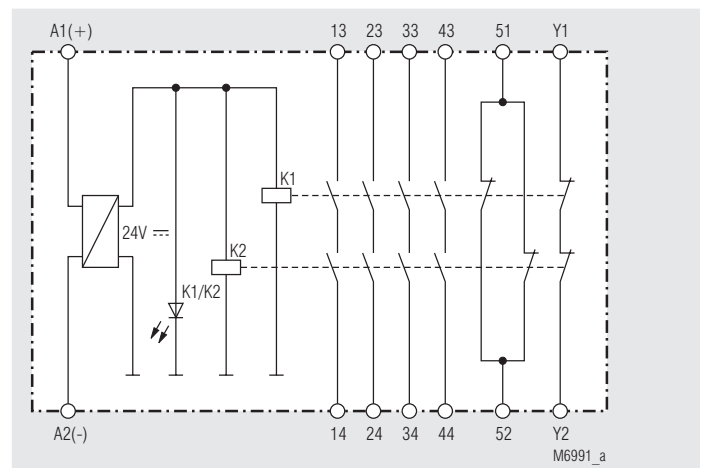 A1(+) 13 23 33 43 51 Y1
K1
24V
K2
K1/K2
A2(-) 14 24 34 44 52 Y2
M6991_a